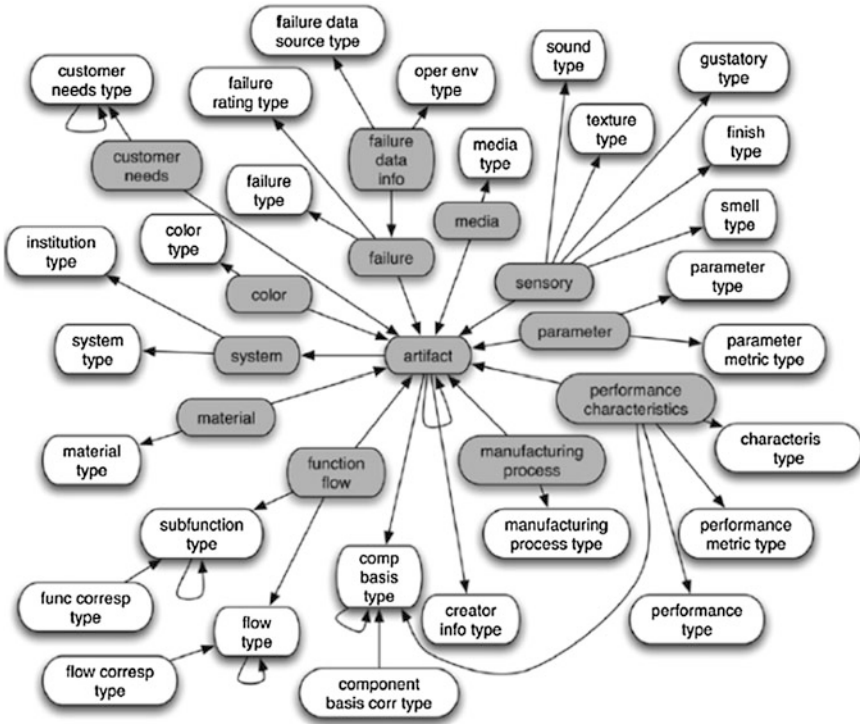 failure data
source type
sound
type
gustatory
type
customer
needs type
failure
rating type
oper env
type
texture
type
finish
type
customer
needs
failure
data
info
media
type
failure
type
smell
type
color
type
media
institution
type
failure
sensory
parameter
type
color
parameter
system
type
system
artifact
parameter
metric type
performance
characteristics
material
material
type
characteris
type
function
flow
manufacturing
process
subfunction
type
manufacturing
process type
performance
metric type
comp
basis
type
func corresp
type
creator
info type
performance
type
flow
type
flow corresp
type
component
basis corr type